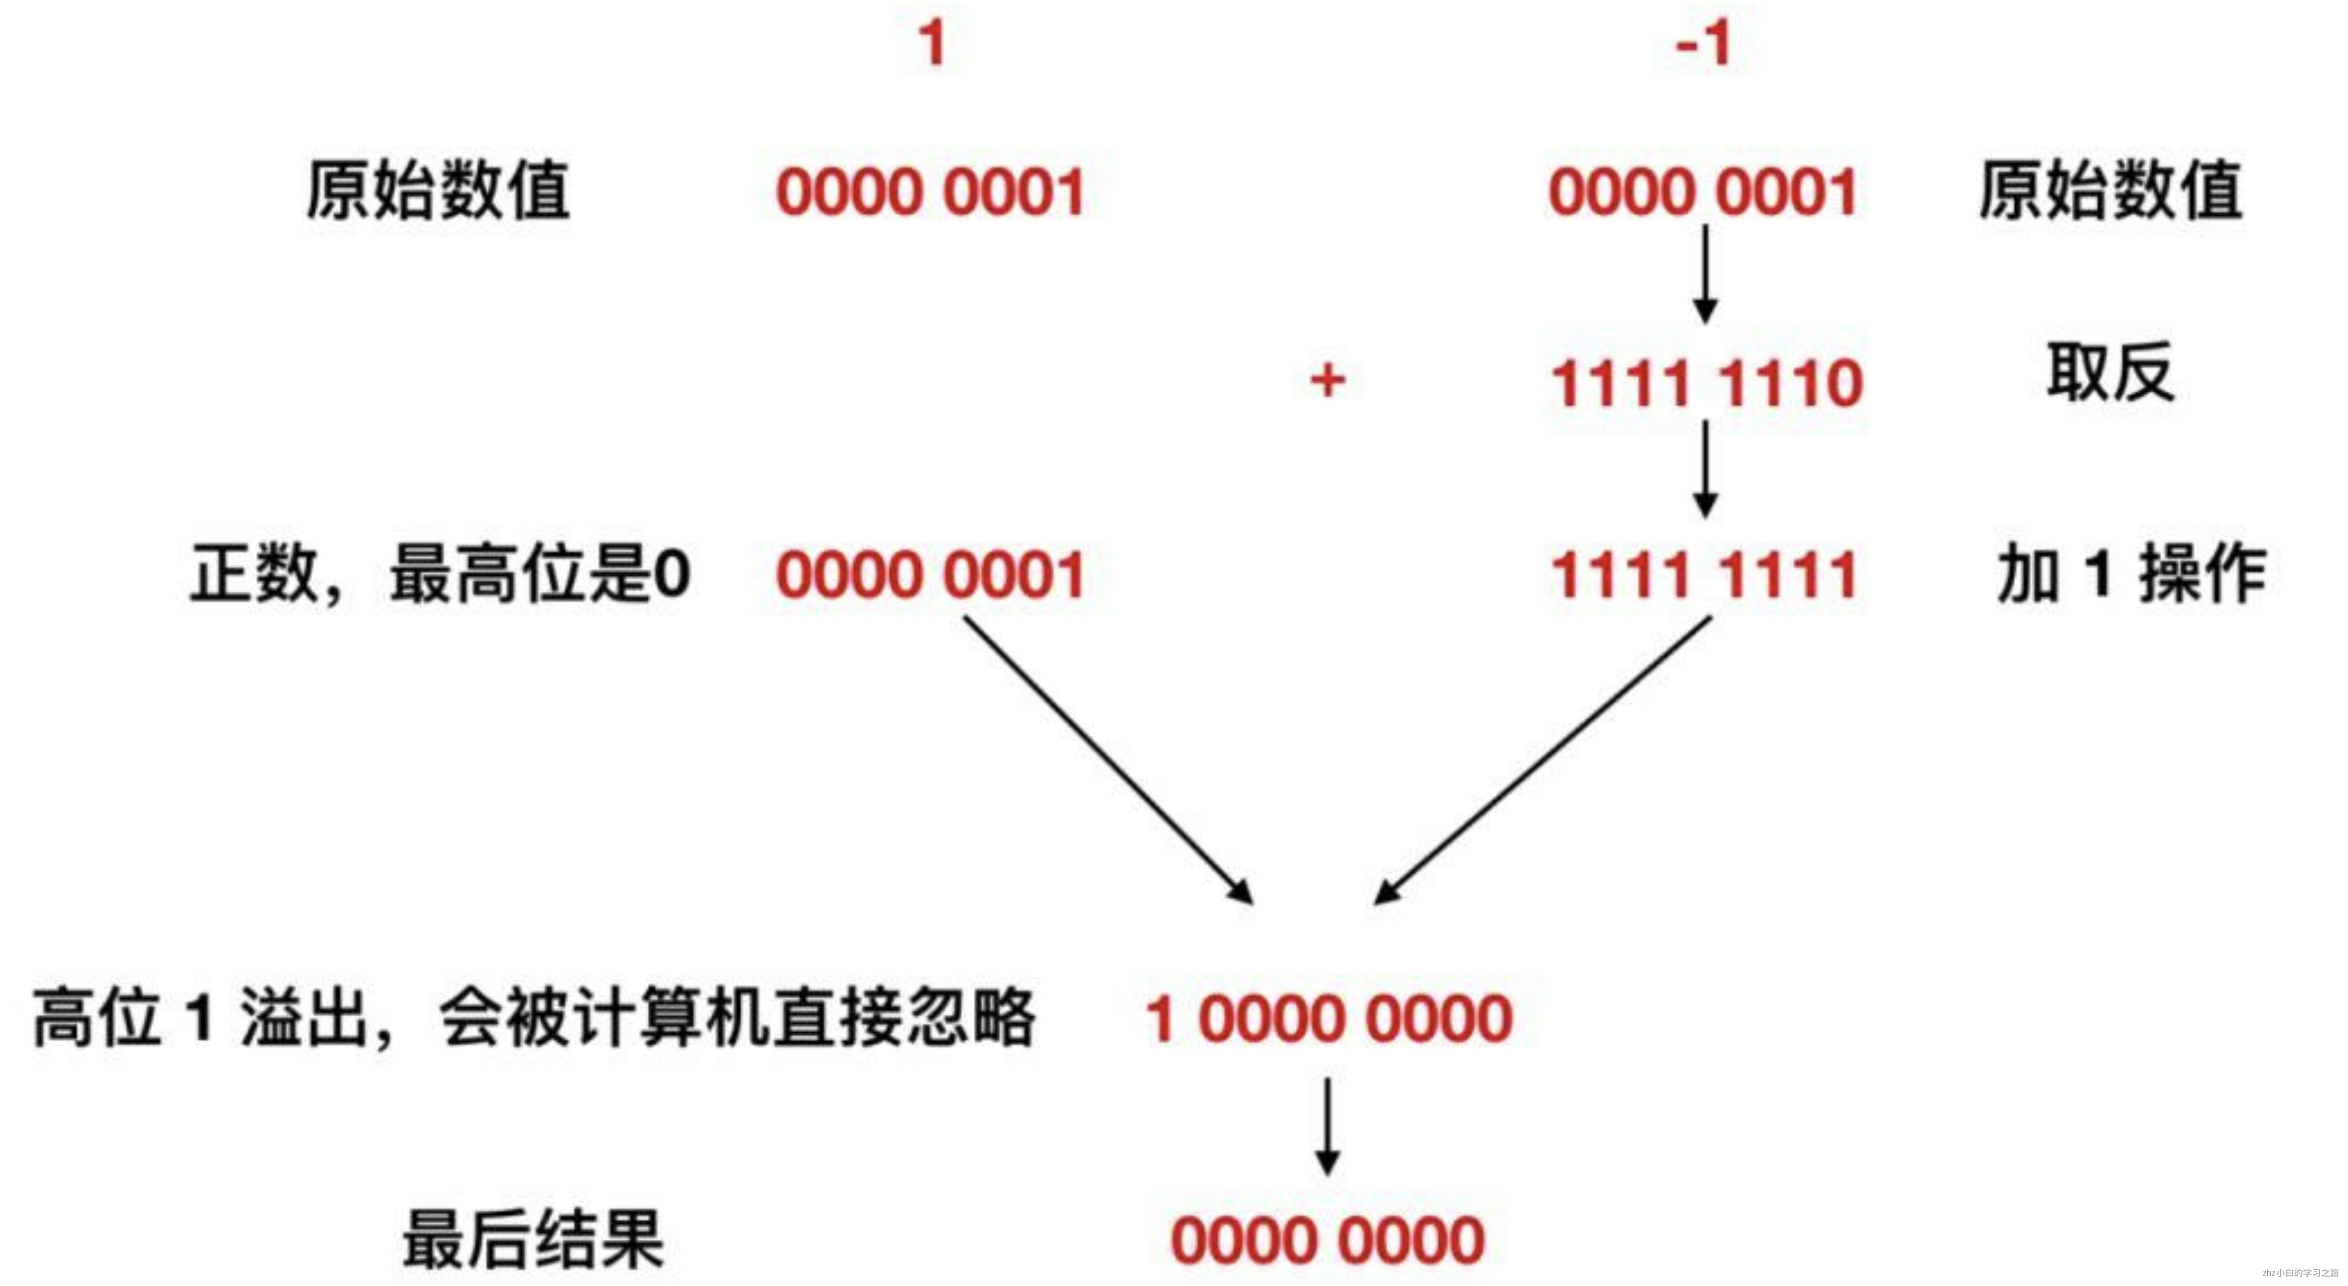 1 -1
原始数值 0000 0001 0000 0001 原始数值
+ 1111 1110 取反
正数，最高位是0 0000 0001 1111 1111 加 1 操作
高位 1 溢出，会被计算机直接忽略 1 0000 0000
最后结果 0000 0000
zhz小白的学习之路